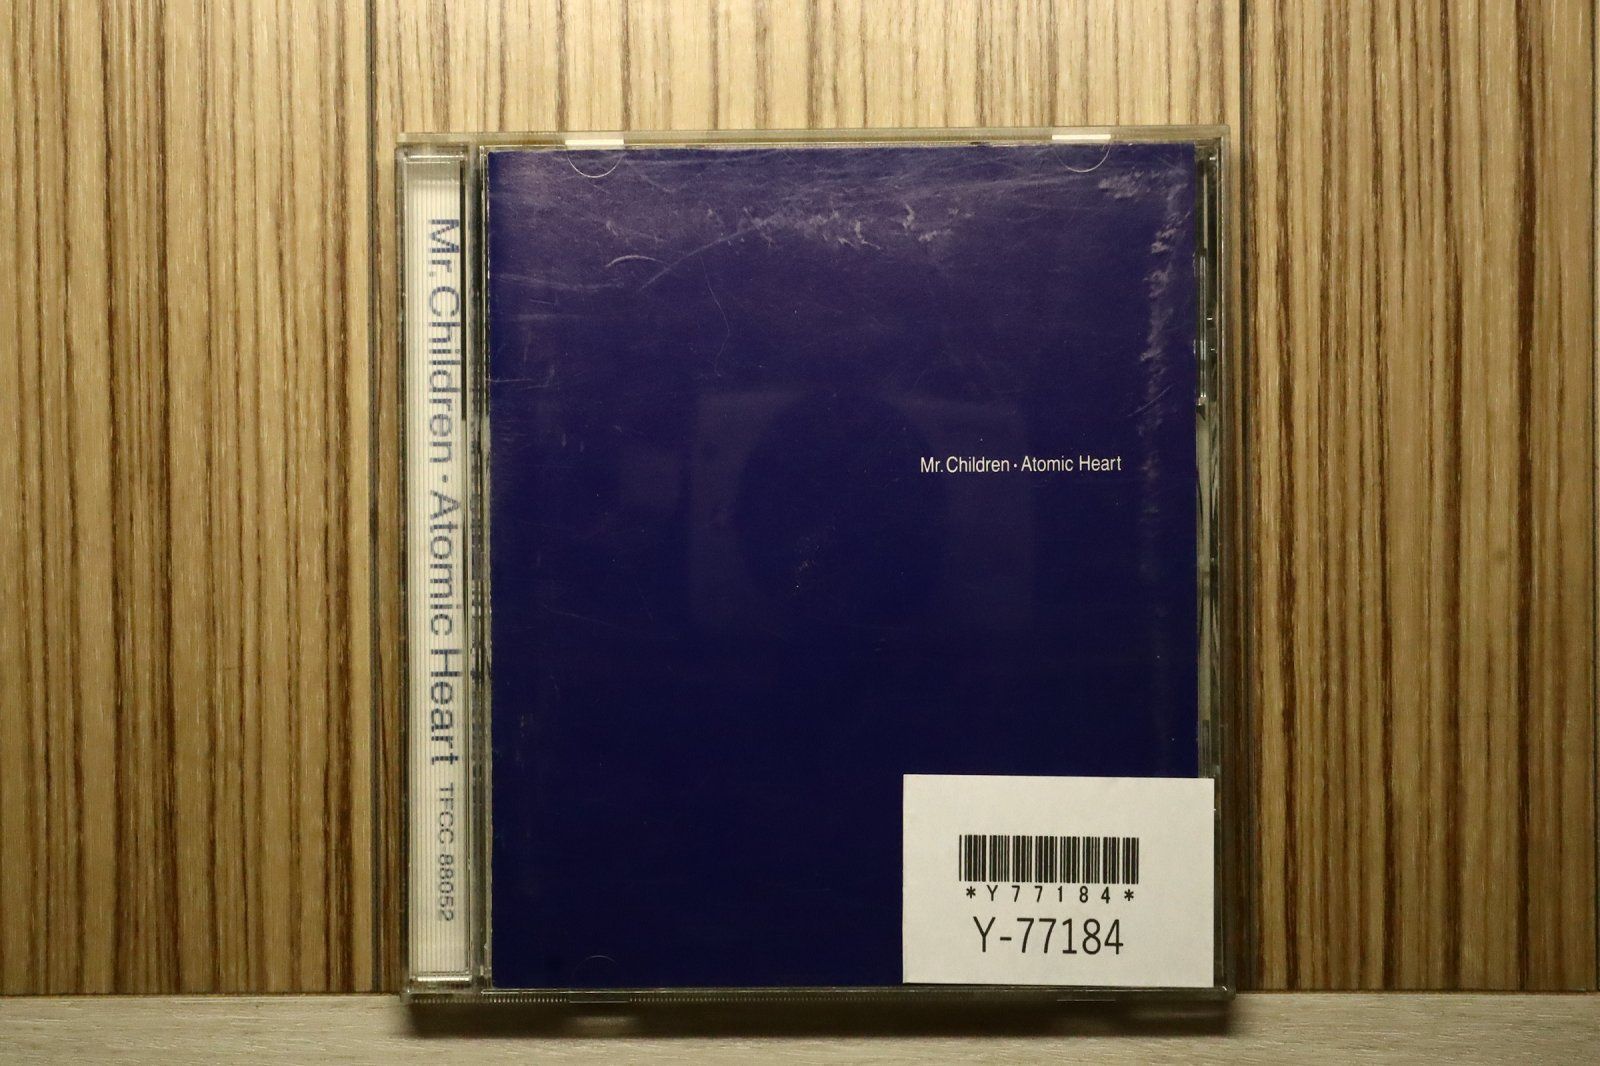 Mr.Children・Atomic Heart TFCC-88052
Mr.Children・Atomic Heart
*Y77184*
Y-77184